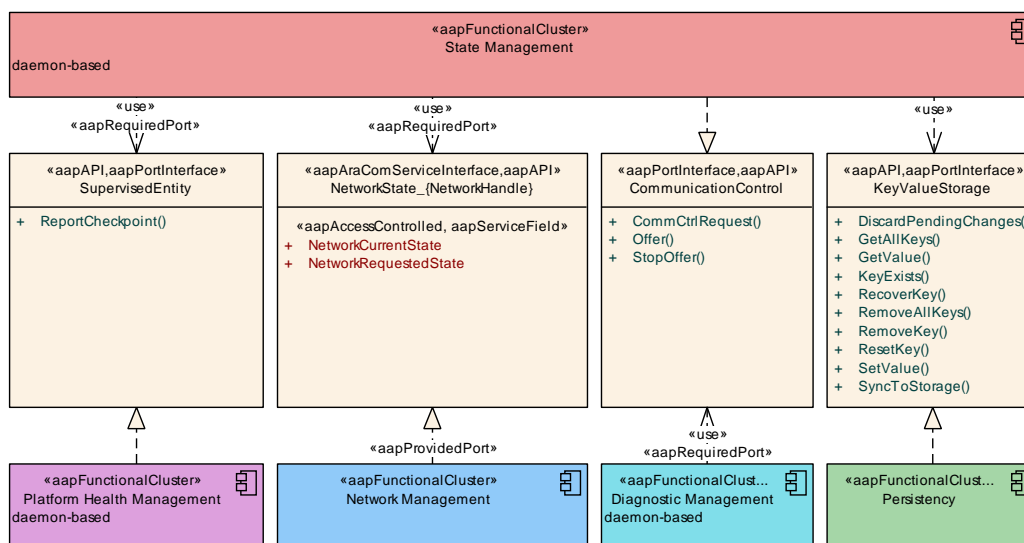 «aapFunctionalCluster»
State Management
daemon-based
«use»
«aapRequiredPort»
«use»
«aapRequiredPort»
«use»
«aapAPI,aapPortInterface»
SupervisedEntity
+ ReportCheckpoint()
«aapAraComServiceInterface,aapAPI»
NetworkState_{NetworkHandle}
«aapAccessControlled, aapServiceField»
+ NetworkCurrentState
+ NetworkRequestedState
«aapPortInterface,aapAPI»
CommunicationControl
+ CommCtrlRequest()
+ Offer()
+ StopOffer()
«aapAPI,aapPortInterface»
KeyValueStorage
+ DiscardPendingChanges(
+ GetAllKeys()
+ GetValue()
+ KeyExists()
+ RecoverKey()
+ RemoveAllKeys()
+ RemoveKey()
+ ResetKey()
+ SetValue()
+ SyncToStorage()
«aapProvidedPort»
«use»
«aapRequiredPort»
«aapFunctionalCluster»
Platform Health Management
daemon-based
«aapFunctionalCluster»
Network Management
«aapFunctionalClust...
Diagnostic Management
daemon-based
«aapFunctionalClust...
Persistency